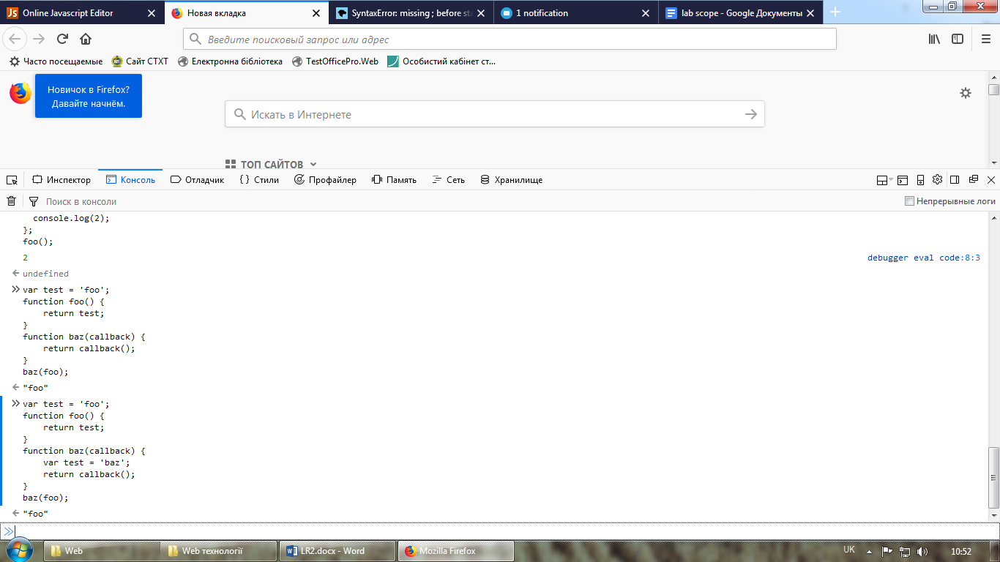 Online Javascript Editor
Новая вкладка
SyntaxError: missing ; before sta
1 notification
lab scope - Google Документы
Введите поисковый запрос или адрес
Часто посещаемые
Сайт СТХТ
Електронна бібліотека
TestOfficePro.Web
Особистий кабінет ст...
Новичок в Firefox?
Давайте начнём.
Искать в Интернете
ТОП САЙТОВ
Инспектор
Консоль
Отладчик
Стили
Профайлер
Память
Сеть
Хранилище
Поиск в консоли
Непрерывные логи
console.log(2);
};
foo();
2 debugger eval code:8:3
undefined
var test = 'foo';
function foo() {
return test;
}
function baz(callback) {
return callback();
}
baz(foo);
"foo"
var test = 'foo';
function foo() {
return test;
}
function baz(callback) {
var test = 'baz';
return callback();
}
baz(foo);
"foo"
Web
Web технології
LR2.docx - Word
Mozilla Firefox
UK
10:52